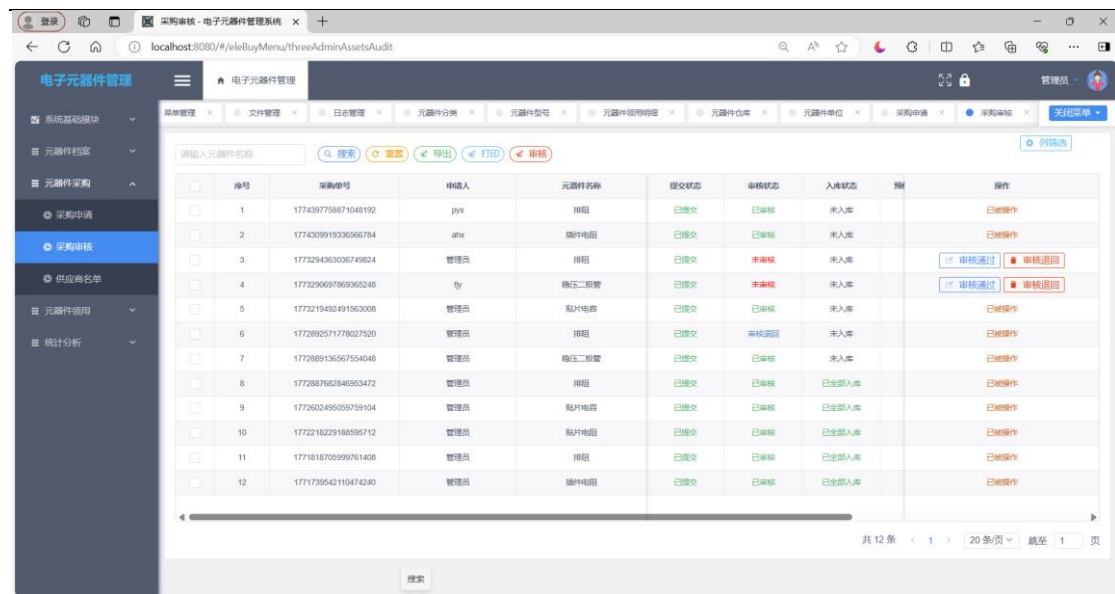 登录 采购审核 - 电子元器件管理系统
localhost:8080/#/eleBuyMenu/threeAdminAssetsAudit
电子元器件管理 电子元器件管理 管理员
菜单管理 文件管理 日志管理 元器件分类 元器件型号 元器件领用明细 元器件仓库 元器件单位 采购申请 采购审核 关闭菜单
系统基础模块
元器件档案
元器件采购
采购申请
采购审核
供应商名单
元器件领用
统计分析
列筛选
请输入元器件名称 搜索 重置 导出 打印 审核
序号 采购单号 申请人 元器件名称 提交状态 审核状态 入库状态 操作
1 1774397758871048192 pyx 排阻 已提交 已审核 未入库 已被操作
2 1774309919336566784 ahx 插件电阻 已提交 已审核 未入库 已被操作
3 1773294363036749824 管理员 排阻 已提交 未审核 未入库 审核通过 审核退回
4 1773290697869365248 管理员 稳压二极管 已提交 未审核 未入库 审核通过 审核退回
5 1773219492491563008 管理员 贴片电容 已提交 已审核 未入库 已被操作
6 1772892571778027520 管理员 排阻 已提交 审核退回 未入库 已被操作
7 1772889136567554048 管理员 稳压二极管 已提交 已审核 未入库 已被操作
8 1772887682846953472 管理员 排阻 已提交 已审核 已全部入库 已被操作
9 1772602495059759104 管理员 贴片电容 已提交 已审核 已全部入库 已被操作
10 1772218229188595712 管理员 贴片电阻 已提交 已审核 已全部入库 已被操作
11 1771818705999761408 管理员 排阻 已提交 已审核 已全部入库 已被操作
12 1771739542110474240 管理员 插件电阻 已提交 已审核 已全部入库 已被操作
共 12 条 1 20 条/页 跳至 1 页
搜索